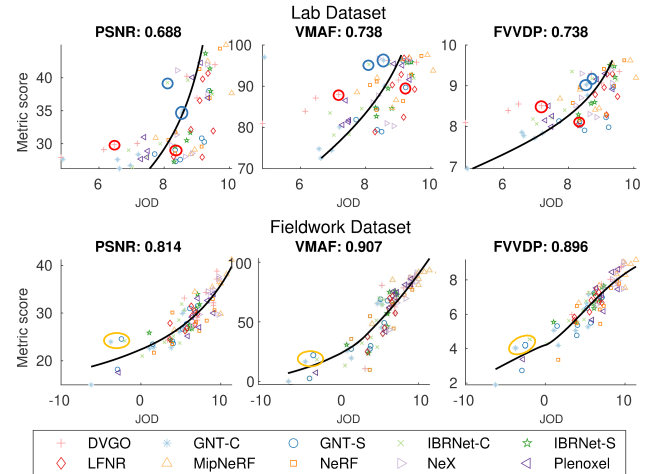 Lab Dataset
PSNR: 0.688 VMAF: 0.738 FVVDP: 0.738
Metric score
40
35
30
6 8 10
JOD
100
90
80
70
6 8 10
JOD
10
9
8
7
6 8 10
JOD
Fieldwork Dataset
PSNR: 0.814 VMAF: 0.907 FVVDP: 0.896
Metric score
40
30
20
-10 0 10
JOD
100
50
0
-10 0 10
JOD
8
6
4
2
-10 0 10
JOD
DVGO GNT-C GNT-S IBRNet-C IBRNet-S
LFNR MipNeRF NeRF NeX Plenoxel